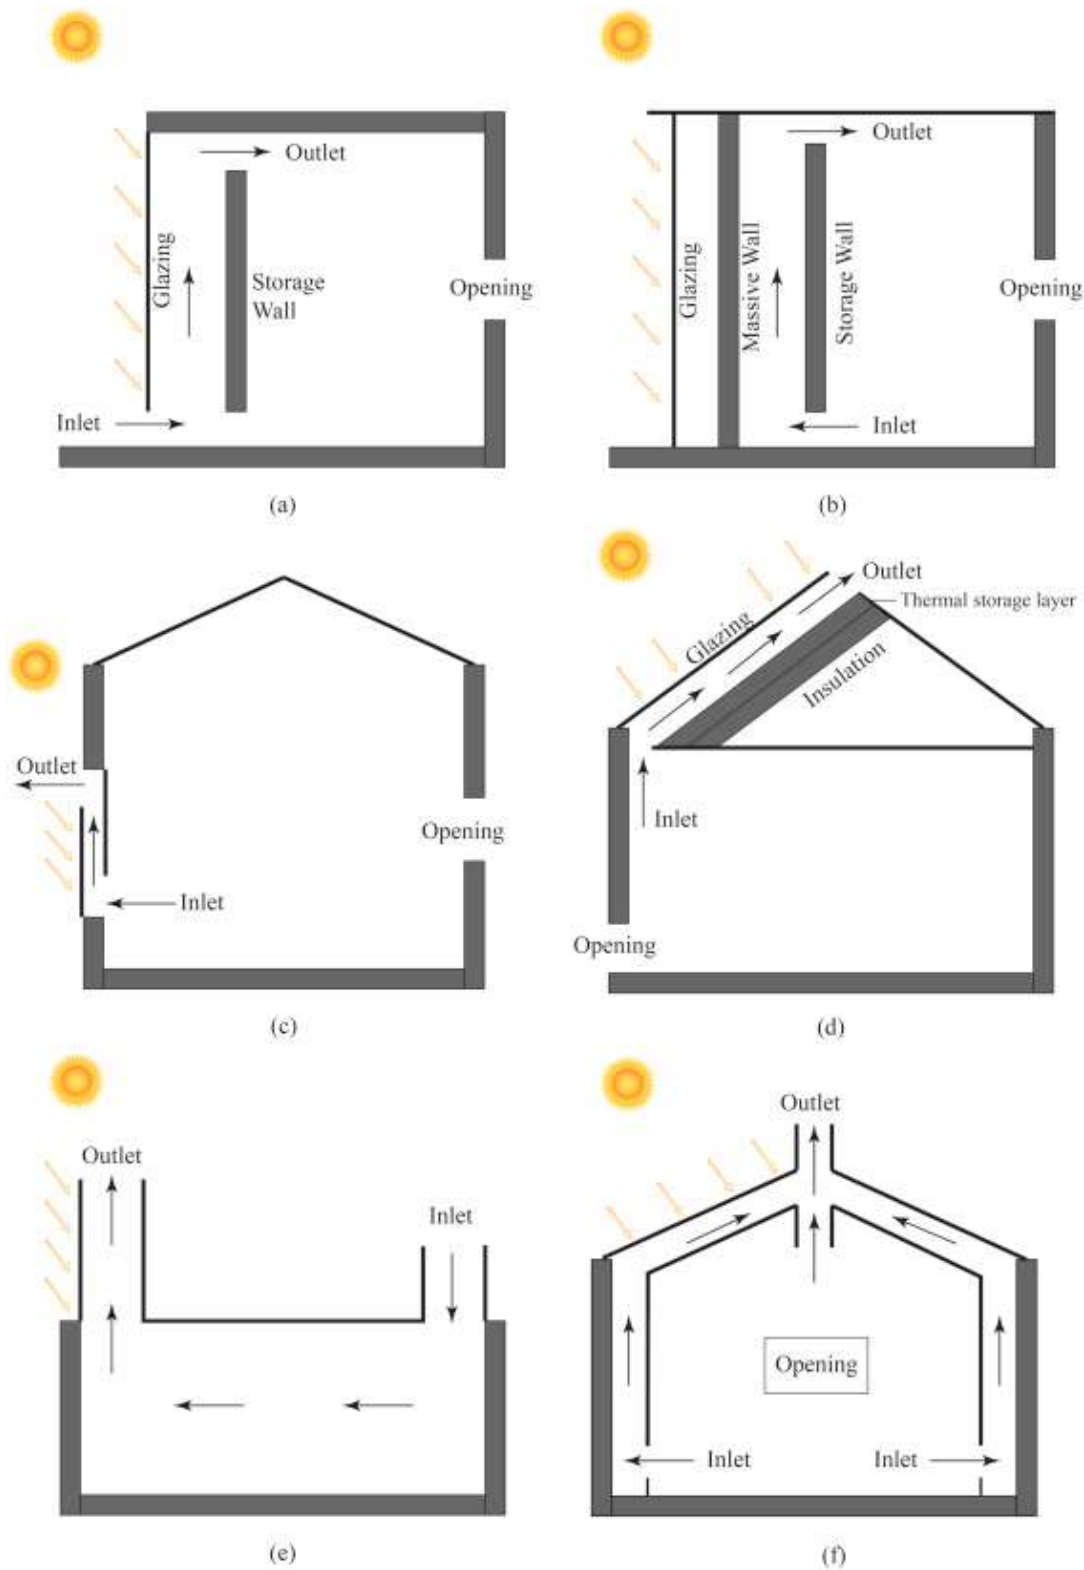 Outlet
Glazing
Storage
Wall
Opening
Inlet
(a)
Outlet
Glazing
Massive Wall
Storage Wall
Opening
Inlet
(b)
Outlet
Opening
Inlet
(c)
Outlet
Thermal storage layer
Glazing
Insulation
Inlet
Opening
(d)
Outlet
Inlet
(e)
Outlet
Opening
Inlet
Inlet
(f)